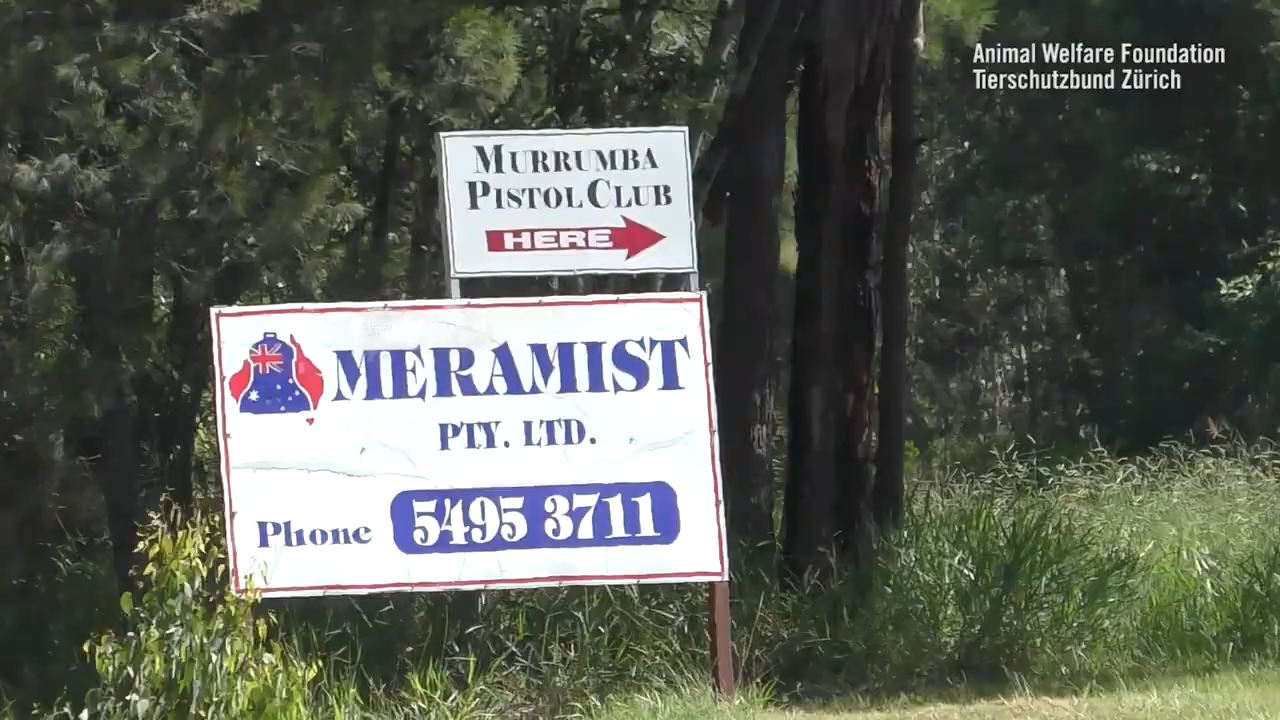 Animal Welfare Foundation
Tierschutzbund Zürich
MURRUMBA
PISTOL CLUB
HERE
MERAMIST
PTY. LTD.
Phone 5495 3711